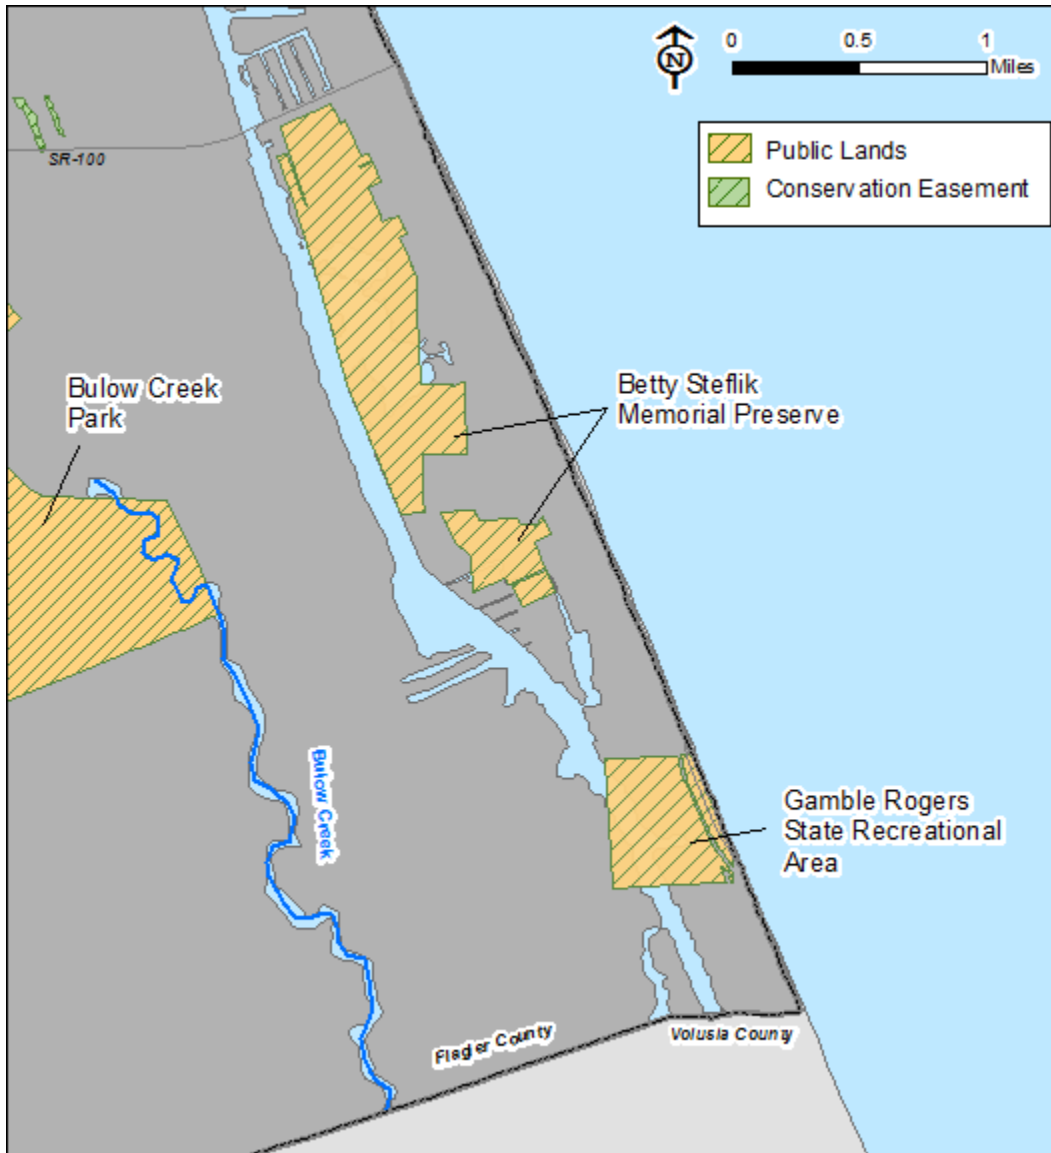 N
0 0.5 1
Miles
Public Lands
Conservation Easement
SR-100
Bulow Creek
Park
Betty Steflik
Memorial Preserve
Bulow Creek
Gamble Rogers
State Recreational
Area
Flagler County
Volusia County